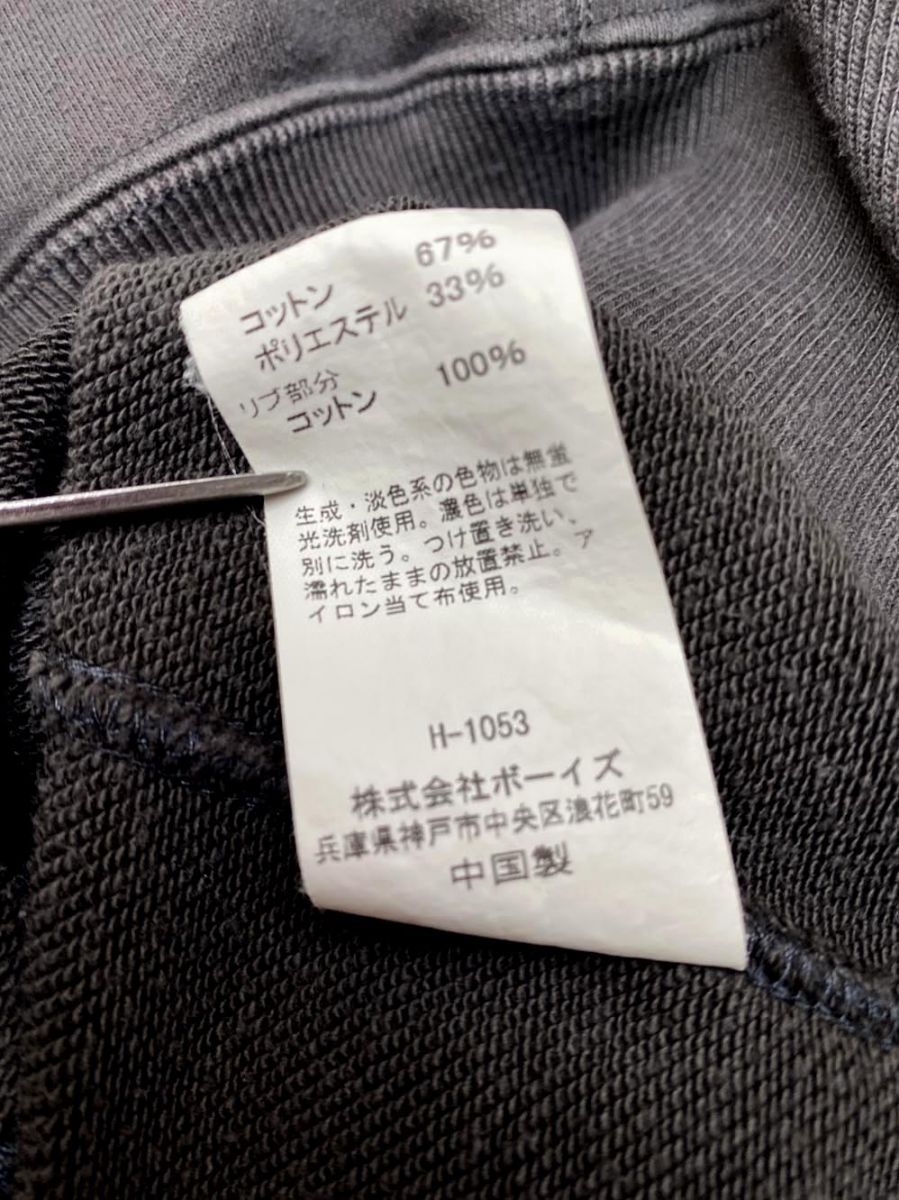 コットン 67%
ポリエステル 33%
リブ部分
コットン 100%
生成・淡色系の色物は無蛍
光洗剤使用。濃色は単独で
別に洗う。つけ置き洗い、
濡れたままの放置禁止。ア
イロン当て布使用。
H-1053
株式会社ボーイズ
兵庫県神戸市中央区浪花町59
中国製